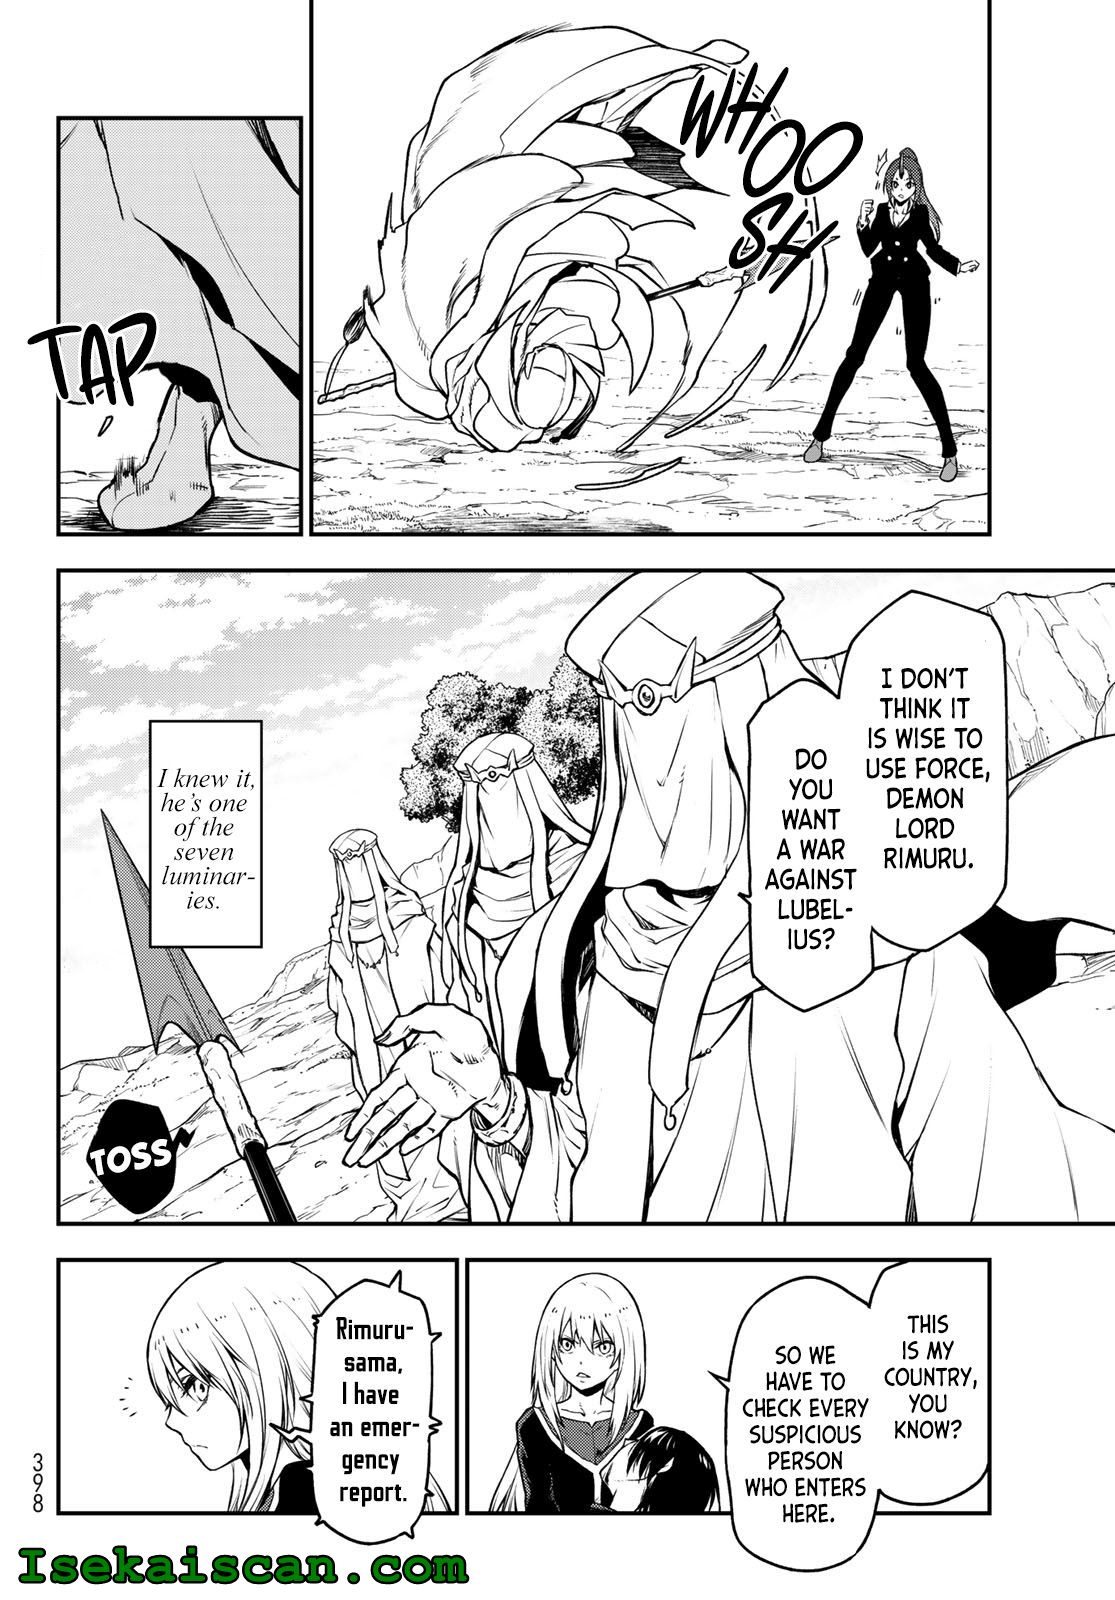 WHOOSH
TAP
I DON'T
THINK IT
IS WISE TO
USE FORCE,
DEMON
LORD
RIMURU.
DO
YOU
WANT
A WAR
AGAINST
LUBEL-
IUS?
I knew it,
he's one
of the
seven
luminar-
ies.
TOSS
THIS
IS MY
COUNTRY,
YOU
KNOW?
SO WE
HAVE TO
CHECK EVERY
SUSPICIOUS
PERSON
WHO ENTERS
HERE.
Rimuru-
sama,
I have
an emer-
gency
report.
398
Isekaiscan.com